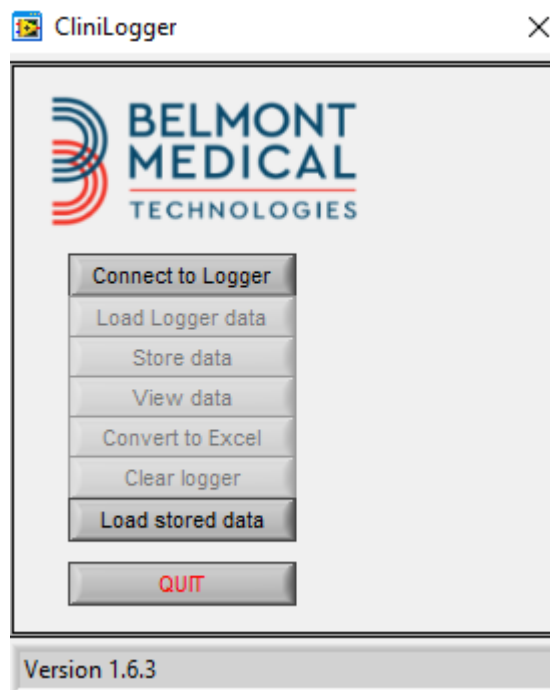 CliniLogger
BELMONT
MEDICAL
TECHNOLOGIES
Connect to Logger
Load Logger data
Store data
View data
Convert to Excel
Clear logger
Load stored data
QUIT
Version 1.6.3